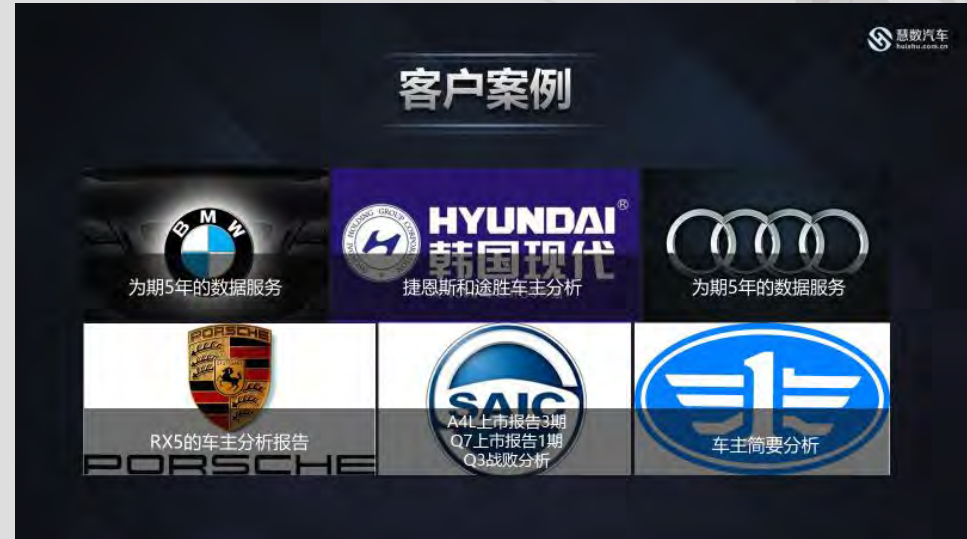 慧数汽车
huishu.com.cn
客户案例
BMW
为期5年的数据服务
HYUNDAI®
韩国现代
捷恩斯和途胜车主分析
为期5年的数据服务
PORSCHE
RX5的车主分析报告
PORSCHE
SAIC
A4L上市报告3期
Q7上市报告1期
Q3战败分析
车主简要分析